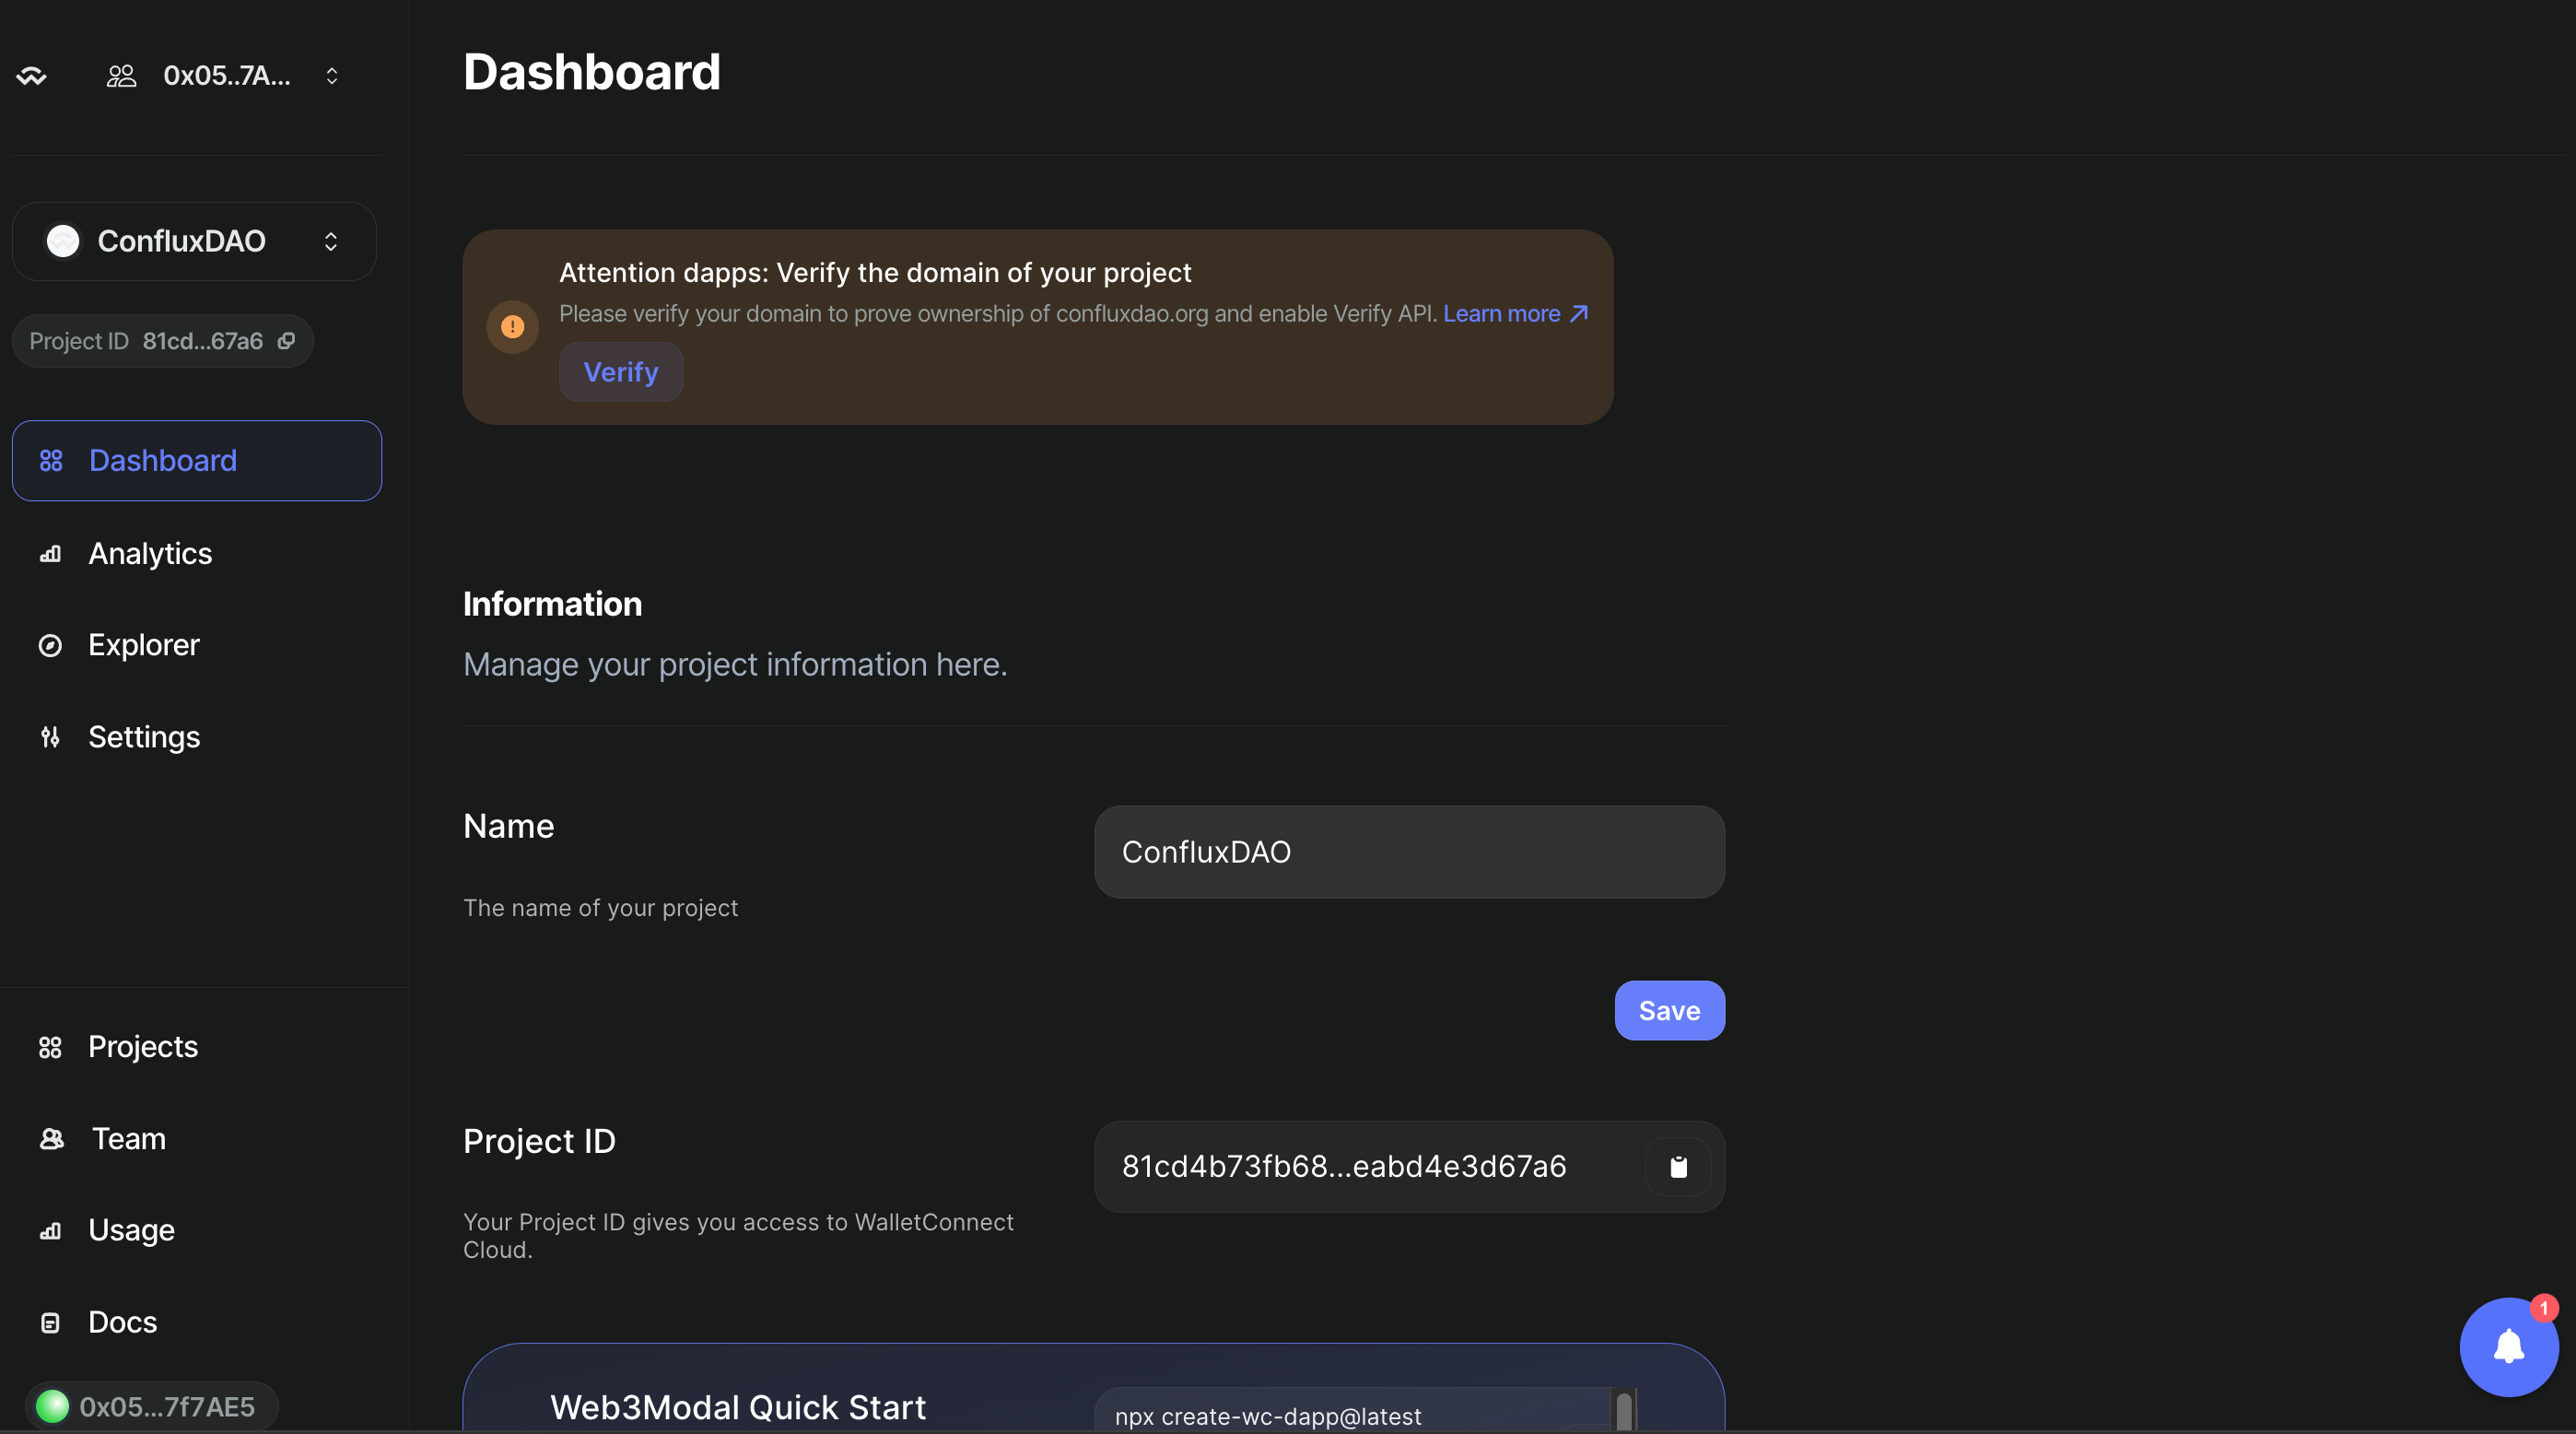 0x05..7A...
ConfluxDAO
Project ID 81cd...67a6
Dashboard
Analytics
Explorer
Settings
Projects
Team
Usage
Docs
0x05...7f7AE5
Dashboard
Attention dapps: Verify the domain of your project
Please verify your domain to prove ownership of confluxdao.org and enable Verify API. Learn more
Verify
Information
Manage your project information here.
Name
ConfluxDAO
The name of your project
Save
Project ID
81cd4b73fb68...eabd4e3d67a6
Your Project ID gives you access to WalletConnect
Cloud.
Web3Modal Quick Start
npx create-wc-dapp@latest
1